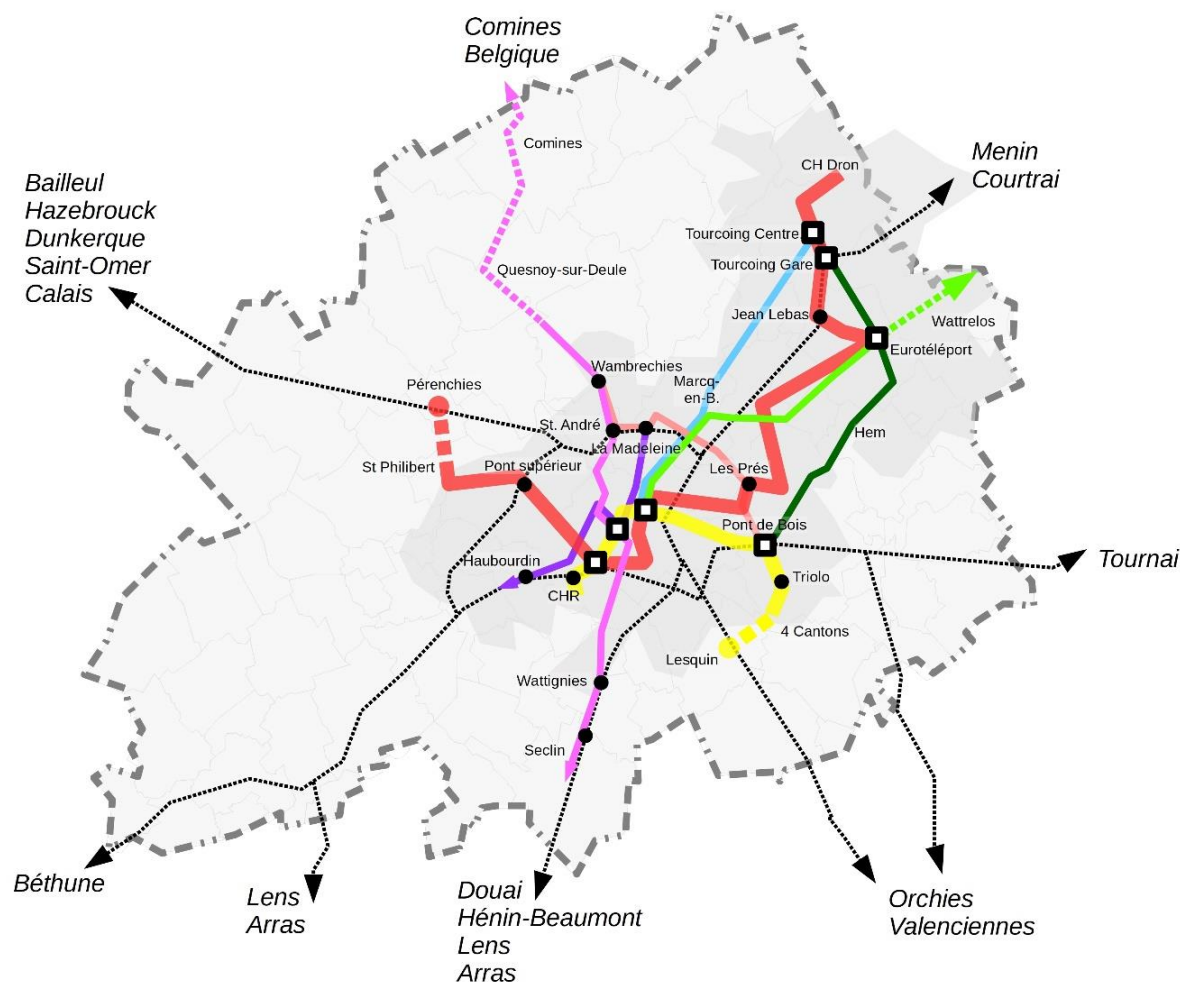 Comines
Belgique
Comines
CH Dron
Menin
Courtrai
Bailleul
Hazebrouck
Dunkerque
Saint-Omer
Calais
Tourcoing Centre
Tourcoing Gare
Quesnoy-sur-Deule
Jean Lebas
Wattrelos
Eurotéléport
Wambrechies
Pérenchies
Marcq-
en-B.
St. André
La Madeleine
Hem
St Philibert
Pont supérieur
Les Prés
Pont de Bois
Haubourdin
Tournai
CHR
Triolo
4 Cantons
Lesquin
Wattignies
Seclin
Béthune
Lens
Arras
Douai
Hénin-Beaumont
Lens
Arras
Orchies
Valenciennes